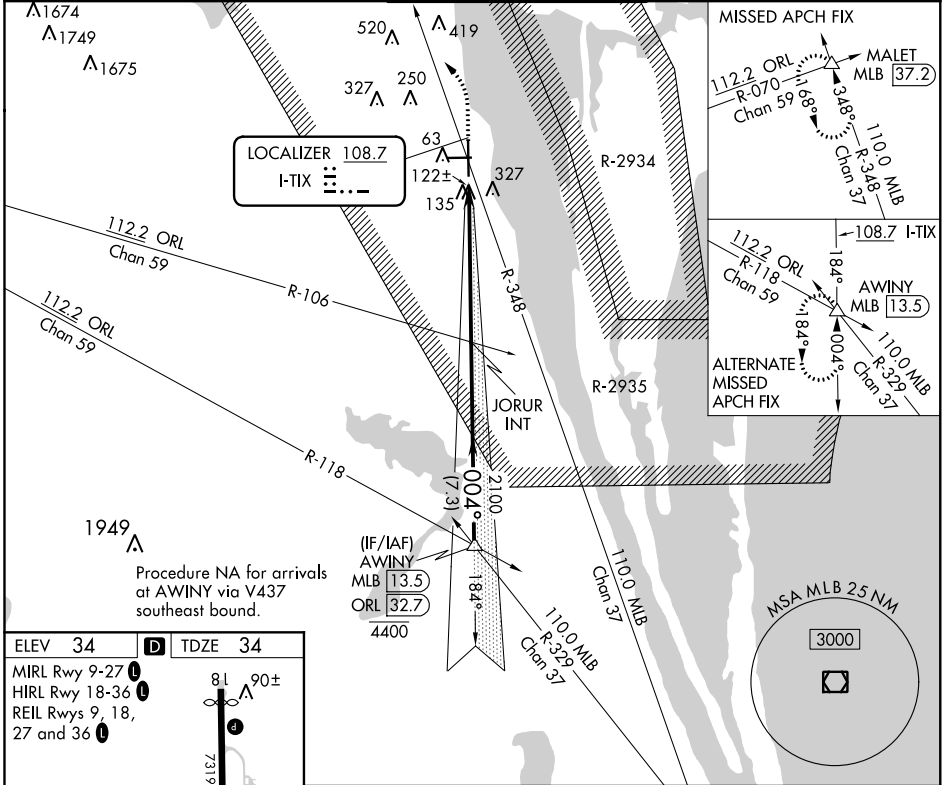 1674
1749
1675
520
419
327
250
63
LOCALIZER 108.7
I-TIX
122±
135
327
R-2934
112.2 ORL
Chan 59
R-106
R-348
112.2 ORL
Chan 59
R-2935
JORUR
INT
R-118
2100
004°
(7.3)
1949
(IF/IAF)
AWINY
MLB 13.5
ORL 32.7
4400
184°
Procedure NA for arrivals
at AWINY via V437
southeast bound.
110.0 MLB
Chan 37
110.0 MLB
R-329
Chan 37
MISSED APCH FIX
MALET
MLB 37.2
112.2 ORL
R-070
Chan 59
168°
348°
110.0 MLB
R-348
Chan 37
108.7 I-TIX
112.2 ORL
R-118
Chan 59
184°
AWINY
MLB 13.5
184°
004°
110.0 MLB
R-329
Chan 37
ALTERNATE
MISSED
APCH FIX
MSA MLB 25 NM
3000
ELEV 34 D TDZE 34
MIRL Rwy 9-27 L
HIRL Rwy 18-36 L
REIL Rwys 9, 18,
27 and 36 L
18
90±
P
7319